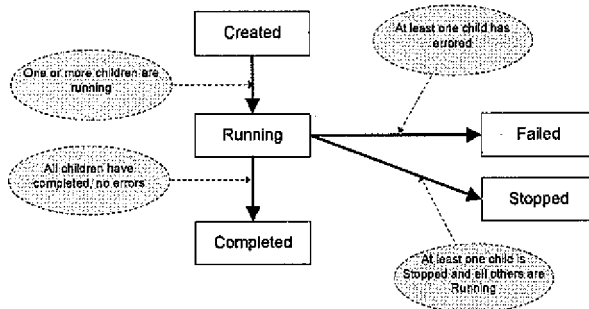 Created
At least one child has
errored
One or more children are
running
Running
Failed
All children have
completed, no errors
Stopped
Completed
At least one child is
Stopped and all others are
Running